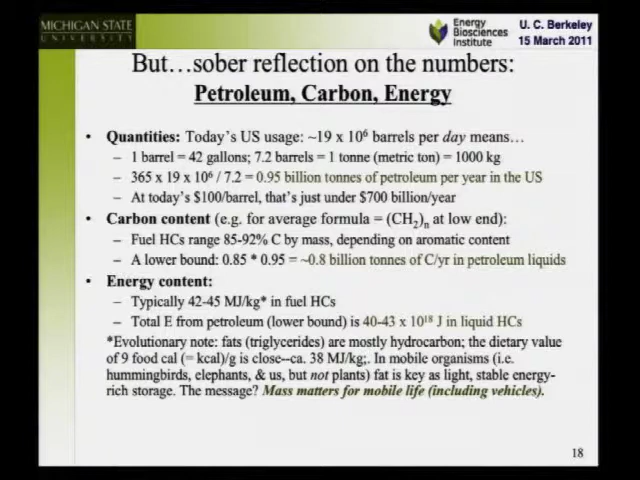 MICHIGAN STATE
UNIVERSITY
Energy
Biosciences
Institute
U. C. Berkeley
15 March 2011
But…sober reflection on the numbers:
Petroleum, Carbon, Energy
• Quantities: Today's US usage: ~19 x 10⁶ barrels per day means…
– 1 barrel = 42 gallons; 7.2 barrels = 1 tonne (metric ton) = 1000 kg
– 365 x 19 x 10⁶ / 7.2 = 0.95 billion tonnes of petroleum per year in the US
– At today's $100/barrel, that's just under $700 billion/year
• Carbon content (e.g. for average formula = (CH₂)ₙ at low end):
– Fuel HCs range 85-92% C by mass, depending on aromatic content
– A lower bound: 0.85 * 0.95 = ~0.8 billion tonnes of C/yr in petroleum liquids
• Energy content:
– Typically 42-45 MJ/kg* in fuel HCs
– Total E from petroleum (lower bound) is 40-43 x 10¹⁸ J in liquid HCs
*Evolutionary note: fats (triglycerides) are mostly hydrocarbon; the dietary value
of 9 food cal (= kcal)/g is close--ca. 38 MJ/kg;. In mobile organisms (i.e.
hummingbirds, elephants, & us, but not plants) fat is key as light, stable energy-
rich storage. The message? Mass matters for mobile life (including vehicles).
18